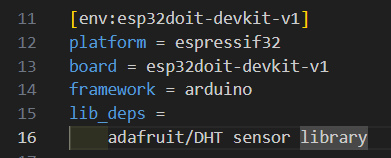 11 [env:esp32doit-devkit-v1]
12 platform = espressif32
13 board = esp32doit-devkit-v1
14 framework = arduino
15 lib_deps =
16 adafruit/DHT sensor library